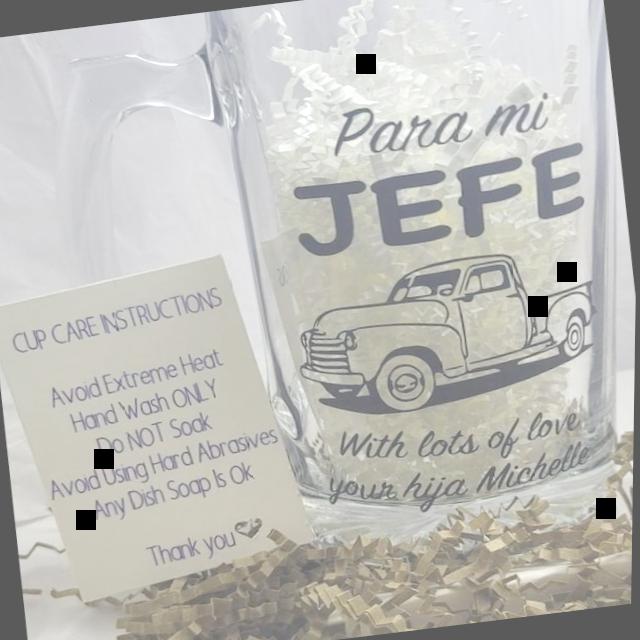 Para mi
JEFE
With lots of love
your hija Michelle
CUP CARE INSTRUCTIONS
Avoid Extreme Heat
Hand Wash ONLY
Do NOT Soak
Avoid Using Hard Abrasives
Any Dish Soap Is Ok
Thank you